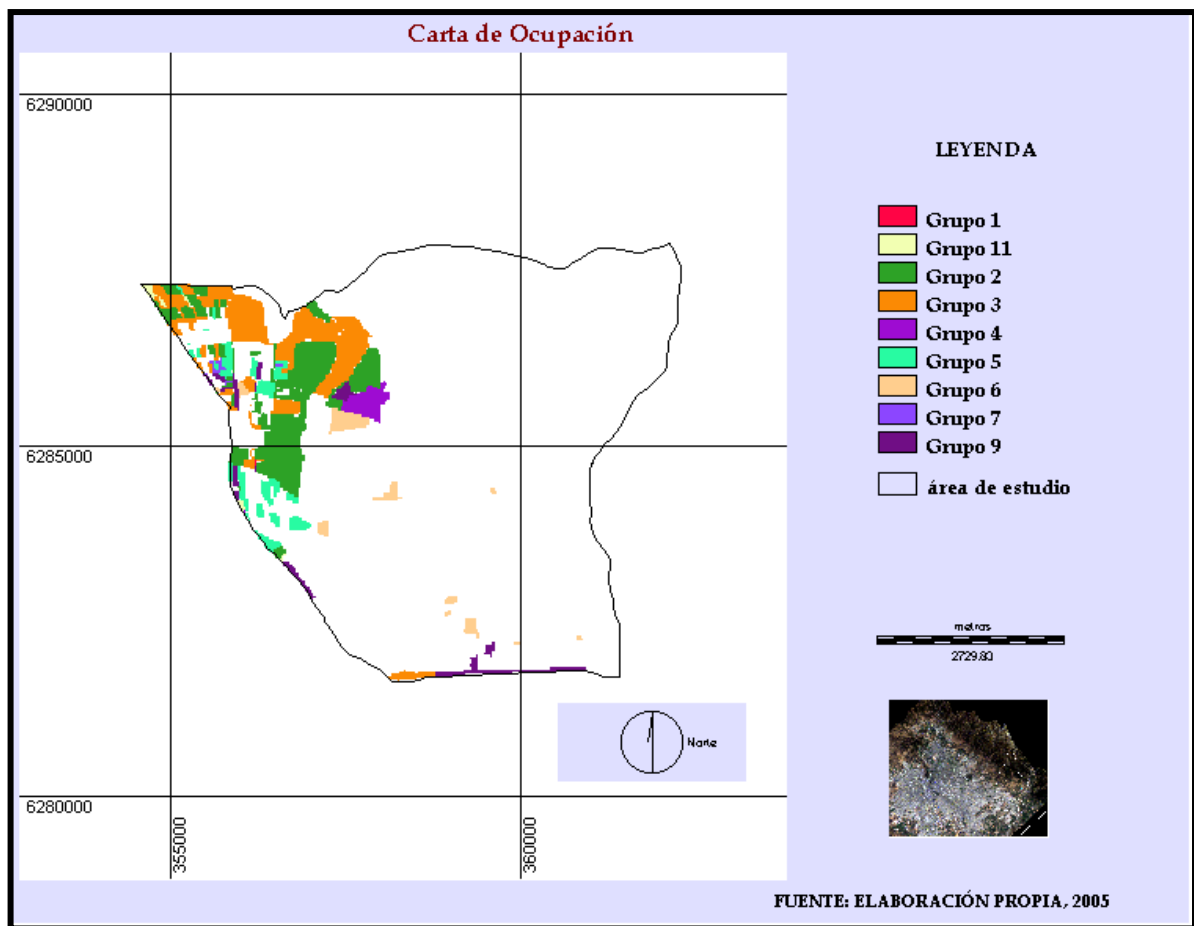 Carta de Ocupación
6290000
6285000
6280000
355000
360000
Norte
LEYENDA
Grupo 1
Grupo 11
Grupo 2
Grupo 3
Grupo 4
Grupo 5
Grupo 6
Grupo 7
Grupo 9
área de estudio
metros
2729.80
FUENTE: ELABORACIÓN PROPIA, 2005